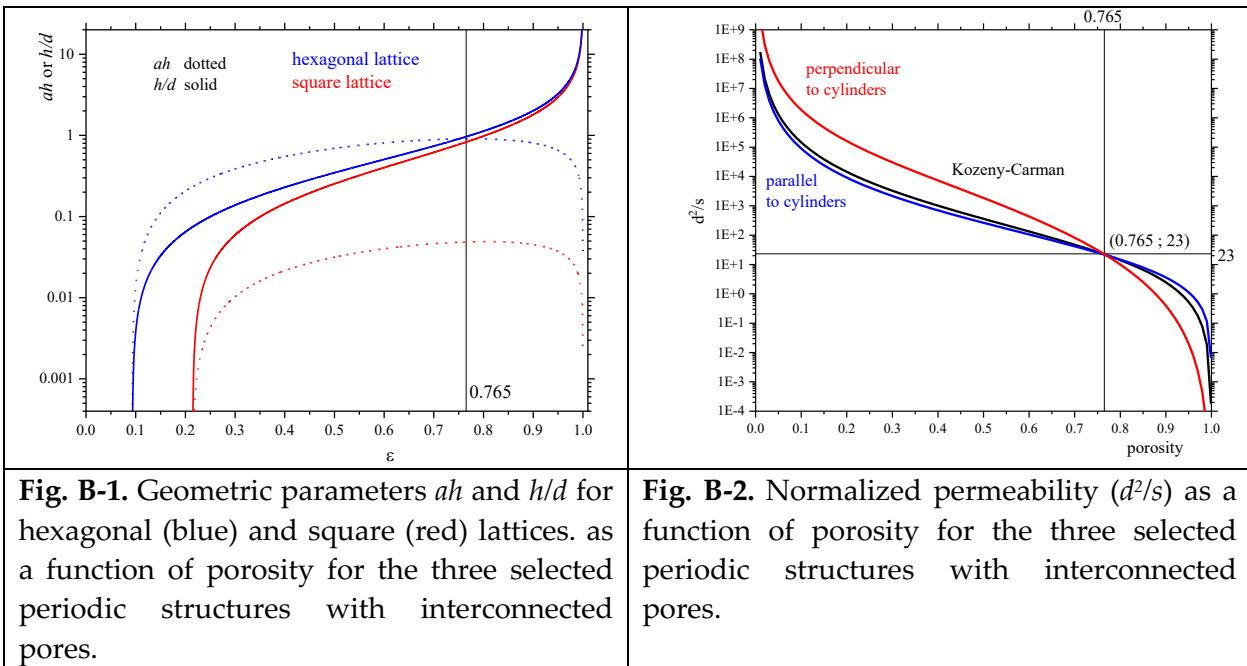 10
1
0.1
0.01
0.001
ah or h/d
ah dotted
h/d solid
hexagonal lattice
square lattice
0.765
0.0 0.1 0.2 0.3 0.4 0.5 0.6 0.7 0.8 0.9 1.0
ε
0.765
1E+9
1E+8
1E+7
1E+6
1E+5
1E+4
1E+3
1E+2
1E+1
1E+0
1E-1
1E-2
1E-3
1E-4
d²/s
perpendicular
to cylinders
Kozeny-Carman
parallel
to cylinders
(0.765 ; 23)
23
0.0 0.1 0.2 0.3 0.4 0.5 0.6 0.7 0.8 0.9 1.0
porosity
Fig. B-1. Geometric parameters ah and h/d for
hexagonal (blue) and square (red) lattices. as
a function of porosity for the three selected
periodic structures with interconnected
pores.
Fig. B-2. Normalized permeability (d²/s) as a
function of porosity for the three selected
periodic structures with interconnected
pores.